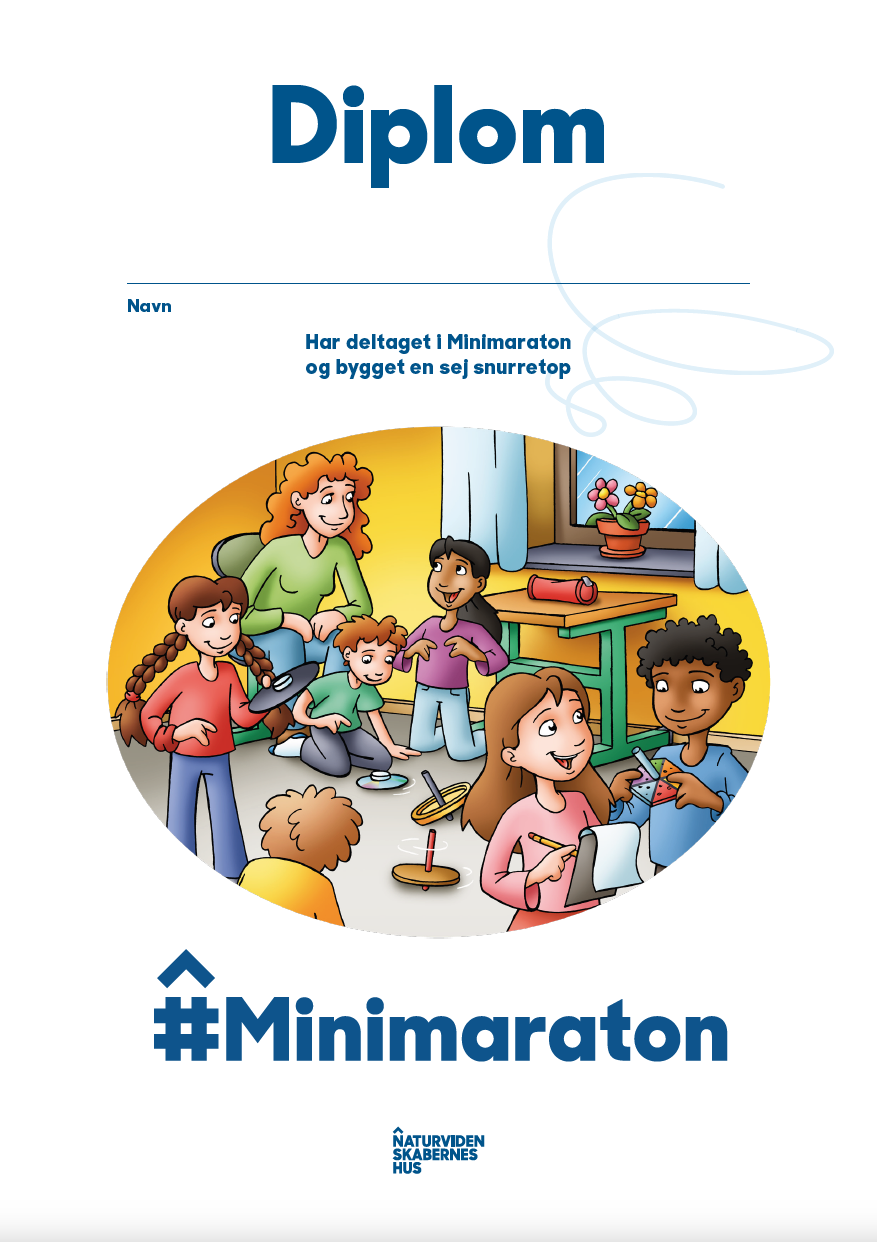 Diplom
Navn
Har deltaget i Minimaraton
og bygget en sej snurretop
#Minimaraton
NATURVIDEN
SKABERNES
HUS